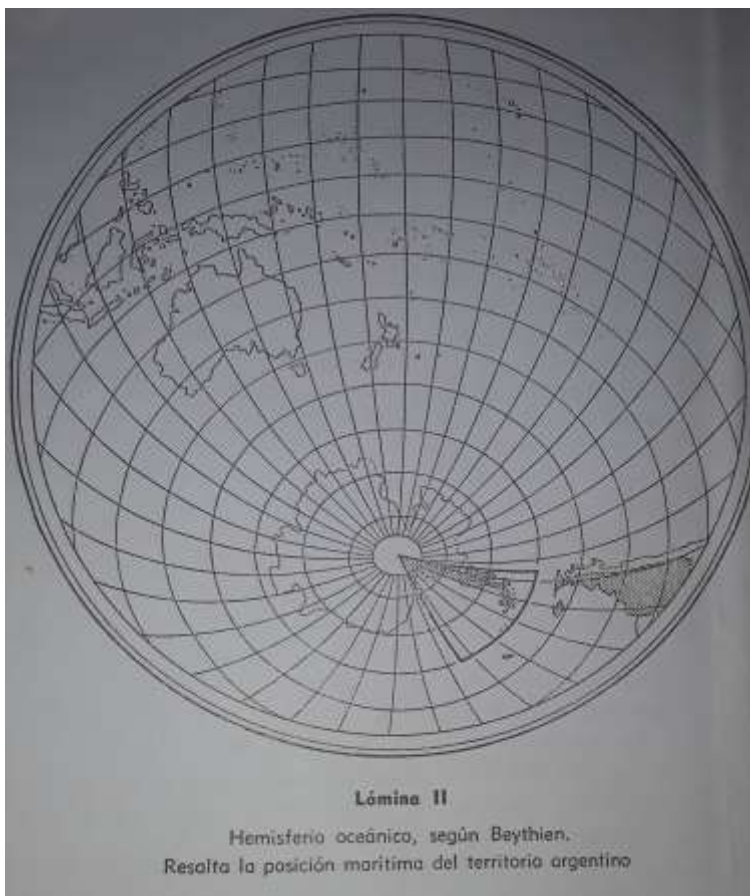 Lámina II
Hemisferio oceánico, según Beythien.
Resalta la posición marítima del territorio argentino